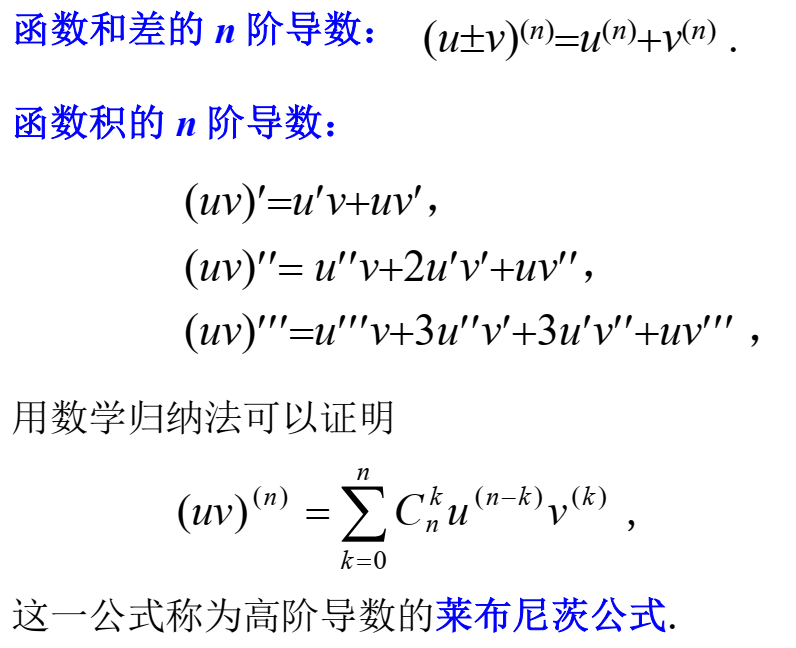 函数和差的 n 阶导数： (u±v)⁽ⁿ⁾=u⁽ⁿ⁾+v⁽ⁿ⁾ .
函数积的 n 阶导数：
(uv)′=u′v+uv′，
(uv)′′= u′′v+2u′v′+uv′′，
(uv)′′′=u′′′v+3u′′v′+3u′v′′+uv′′′ ，
用数学归纳法可以证明
$(uv)^{(n)} = \sum_{k=0}^{n} C_n^k u^{(n-k)} v^{(k)}$ ，
这一公式称为高阶导数的莱布尼茨公式.